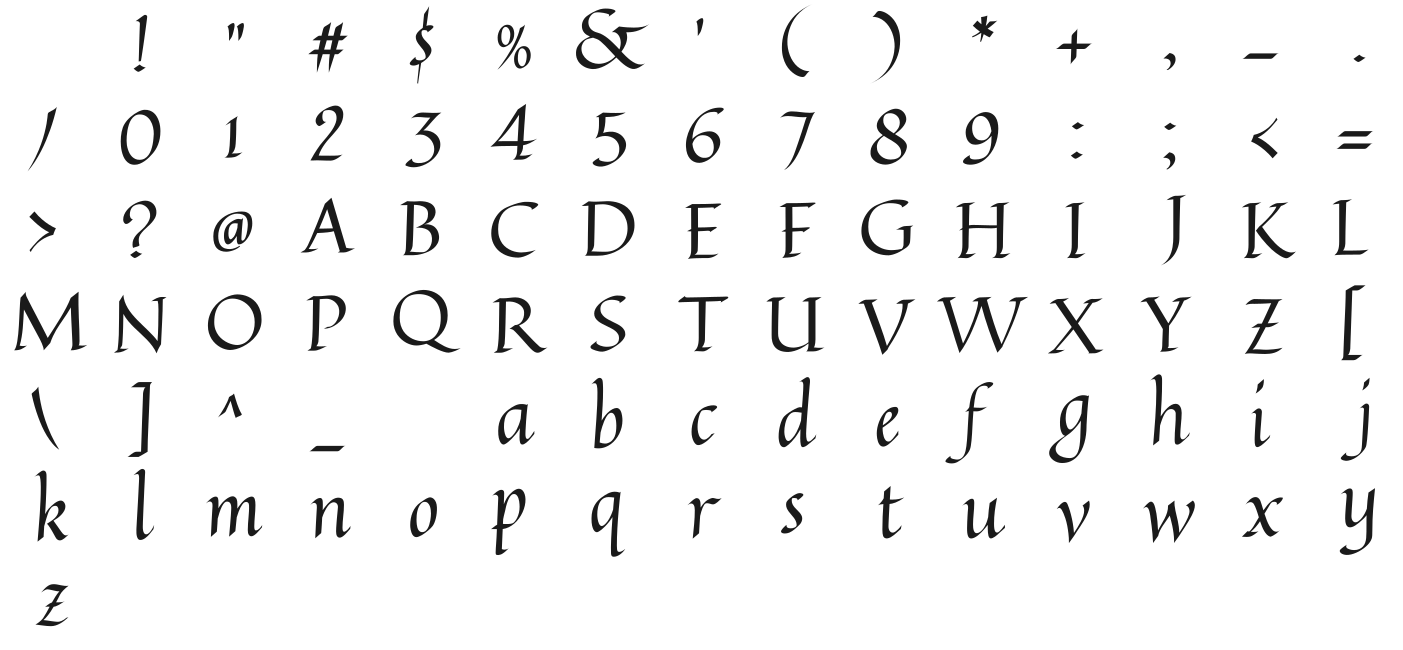 ! " # $ % & ' ( ) * + , - .
/ 0 1 2 3 4 5 6 7 8 9 : ; < =
> ? @ A B C D E F G H I J K L
M N O P Q R S T U V W X Y Z [
\ ] ^ _ a b c d e f g h i j
k l m n o p q r s t u v w x y
z